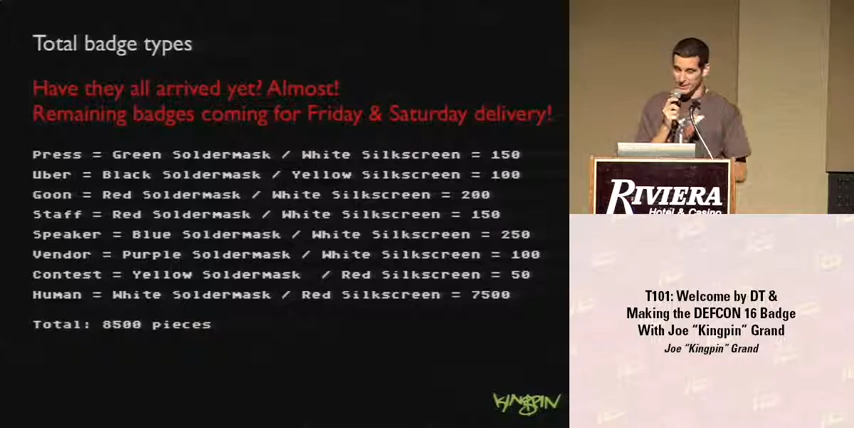 Total badge types
Have they all arrived yet? Almost!
Remaining badges coming for Friday & Saturday delivery!
Press = Green Soldermask / White Silkscreen = 150
Uber = Black Soldermask / Yellow Silkscreen = 100
Goon = Red Soldermask / White Silkscreen = 200
Staff = Red Soldermask / White Silkscreen = 150
Speaker = Blue Soldermask / White Silkscreen = 250
Vendor = Purple Soldermask / White Silkscreen = 100
Contest = Yellow Soldermask / Red Silkscreen = 50
Human = White Soldermask / Red Silkscreen = 7500
Total: 8500 pieces
KINGPIN
RIVIERA
Hotel & Casino
T101: Welcome by DT &
Making the DEFCON 16 Badge
With Joe “Kingpin” Grand
Joe “Kingpin” Grand